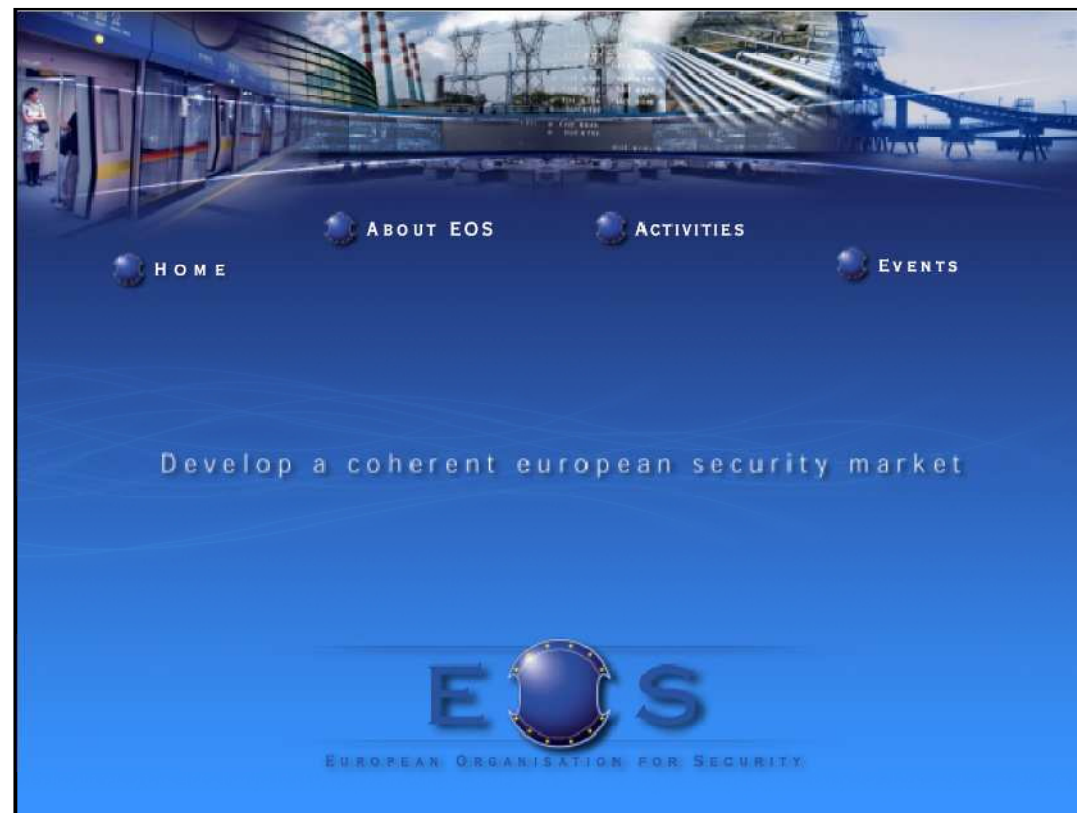 ABOUT EOS
ACTIVITIES
HOME
EVENTS
Develop a coherent european security market
EOS
EUROPEAN ORGANISATION FOR SECURITY